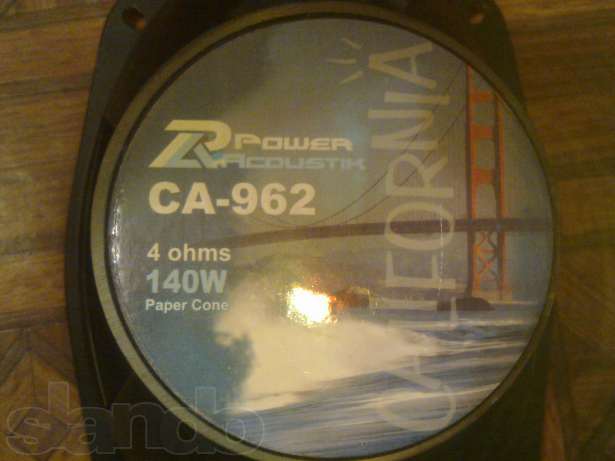 POWER
ACOUSTIK
CA-962
4 ohms
140W
Paper Cone
CALIFORNIA
slando